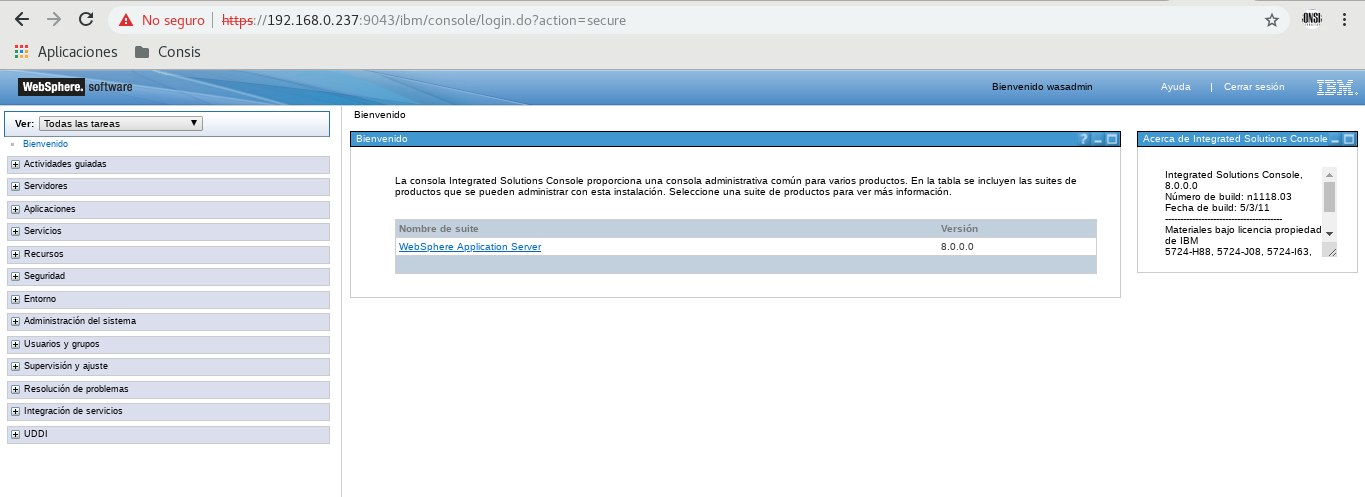 No seguro | https://192.168.0.237:9043/ibm/console/login.do?action=secure
Aplicaciones Consis
WebSphere. software
Bienvenido wasadmin Ayuda | Cerrar sesión IBM.
Ver: Todas las tareas
Bienvenido
Actividades guiadas
Servidores
Aplicaciones
Servicios
Recursos
Seguridad
Entorno
Administración del sistema
Usuarios y grupos
Supervisión y ajuste
Resolución de problemas
Integración de servicios
UDDI
Bienvenido
Bienvenido
La consola Integrated Solutions Console proporciona una consola administrativa común para varios productos. En la tabla se incluyen las suites de
productos que se pueden administrar con esta instalación. Seleccione una suite de productos para ver más información.
Nombre de suite Versión
WebSphere Application Server 8.0.0.0
Acerca de Integrated Solutions Console
Integrated Solutions Console,
8.0.0.0
Número de build: n1118.03
Fecha de build: 5/3/11
----------------------------------------
Materiales bajo licencia propiedad
de IBM
5724-H88, 5724-J08, 5724-I63,